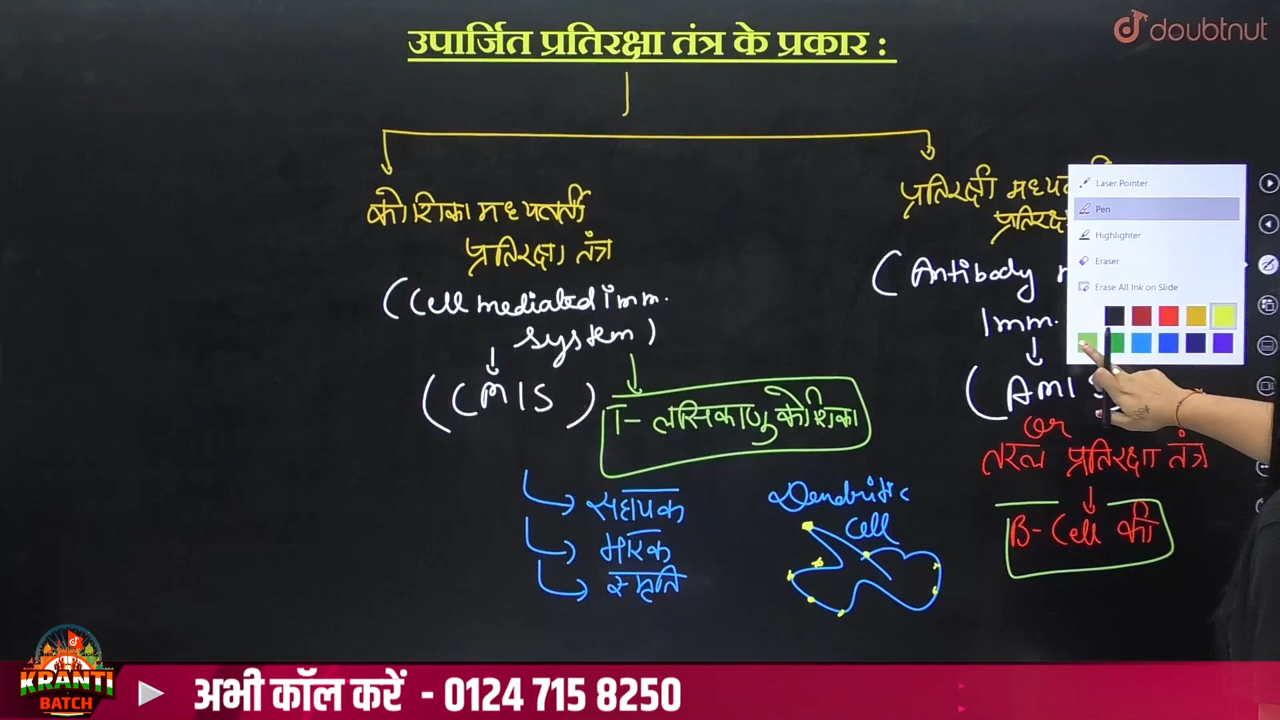 उपार्जित प्रतिरक्षा तंत्र के प्रकार :
doubtnut
कोशिका मध्यवर्ती
प्रतिरक्षा तंत्र
(Cell mediated imm.
system)
(CMIS)
T- लसिकाणु कोशिका
सहायक
मारक
स्मृति
Dendritic
Cell
प्रतिरक्षी
(Antibody
Imm.
(AMIS
or
तरल प्रतिरक्षा तंत्र
B- Cell की
Laser Pointer
Pen
Highlighter
Eraser
Erase All Ink on Slide
KRANTI
BATCH
अभी कॉल करें - 0124 715 8250